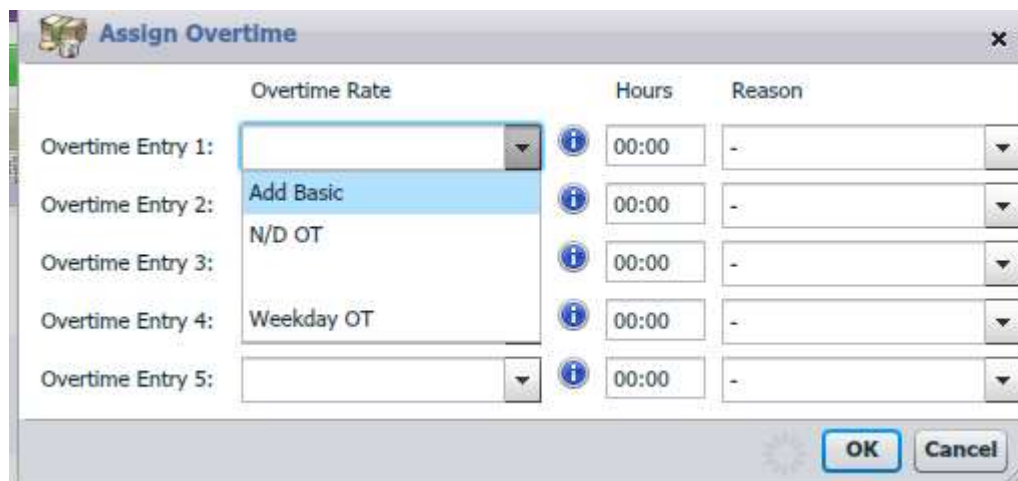 Assign Overtime
Overtime Rate Hours Reason
Overtime Entry 1: 00:00 -
Add Basic
Overtime Entry 2: 00:00 -
N/D OT
Overtime Entry 3: 00:00 -
Overtime Entry 4: Weekday OT 00:00 -
Overtime Entry 5: 00:00 -
OK Cancel